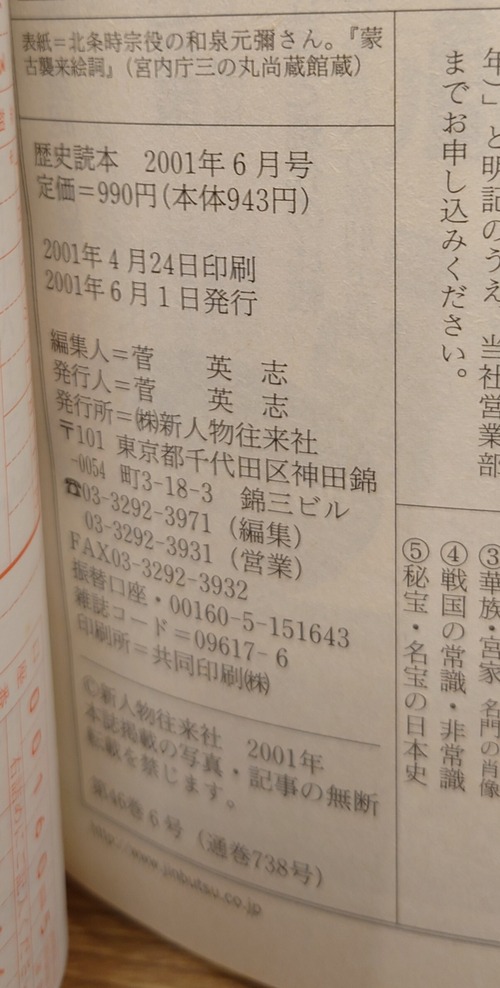 表紙＝北条時宗役の和泉元彌さん。『蒙
古襲来絵詞』（宮内庁三の丸尚蔵館蔵）
歴史読本　2001年６月号
定価＝990円（本体943円）
2001年４月24日印刷
2001年６月１日発行
編集人＝菅　英　志
発行人＝菅　英　志
発行所＝㈱新人物往来社
〒101 東京都千代田区神田錦
-0054 町3-18-3　錦三ビル
☎03-3292-3971（編集）
03-3292-3931（営業）
FAX03-3292-3932
振替口座・00160-5-151643
雑誌コード＝09617-6
印刷所＝共同印刷㈱
©新人物往来社　2001年
本誌掲載の写真・記事の無断
転載を禁じます。
第46巻６号（通巻738号）
http://www.jinbutsu.co.jp
年）」と明記のうえ、当社営業部
までお申し込みください。
③華族・宮家 名門の肖像
④戦国の常識・非常識
⑤秘宝・名宝の日本史